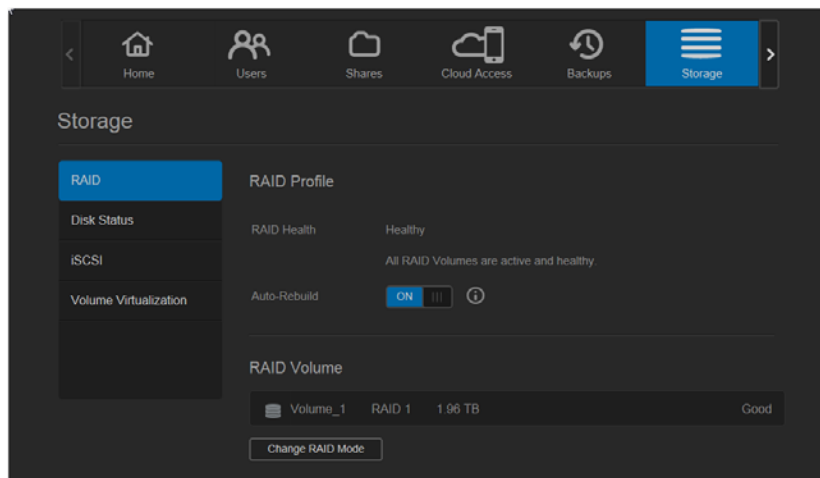 Home Users Shares Cloud Access Backups Storage
Storage
RAID
Disk Status
iSCSI
Volume Virtualization
RAID Profile
RAID Health Healthy
All RAID Volumes are active and healthy.
Auto-Rebuild ON
RAID Volume
Volume_1 RAID 1 1.96 TB Good
Change RAID Mode